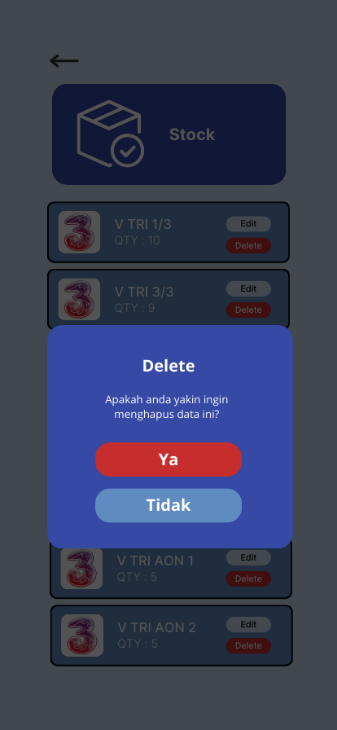 Stock
V TRI 1/3
QTY : 10
Edit
Delete
V TRI 3/3
QTY : 9
Edit
Delete
Delete
Apakah anda yakin ingin
menghapus data ini?
Ya
Tidak
V TRI AON 1
QTY : 5
Edit
Delete
V TRI AON 2
QTY : 5
Edit
Delete